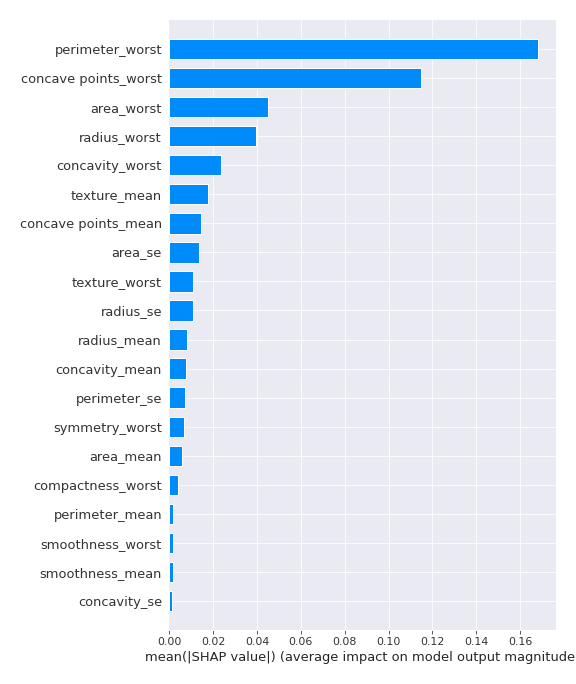 perimeter_worst
concave points_worst
area_worst
radius_worst
concavity_worst
texture_mean
concave points_mean
area_se
texture_worst
radius_se
radius_mean
concavity_mean
perimeter_se
symmetry_worst
area_mean
compactness_worst
perimeter_mean
smoothness_worst
smoothness_mean
concavity_se
0.00 0.02 0.04 0.06 0.08 0.10 0.12 0.14 0.16
mean(|SHAP value|) (average impact on model output magnitude